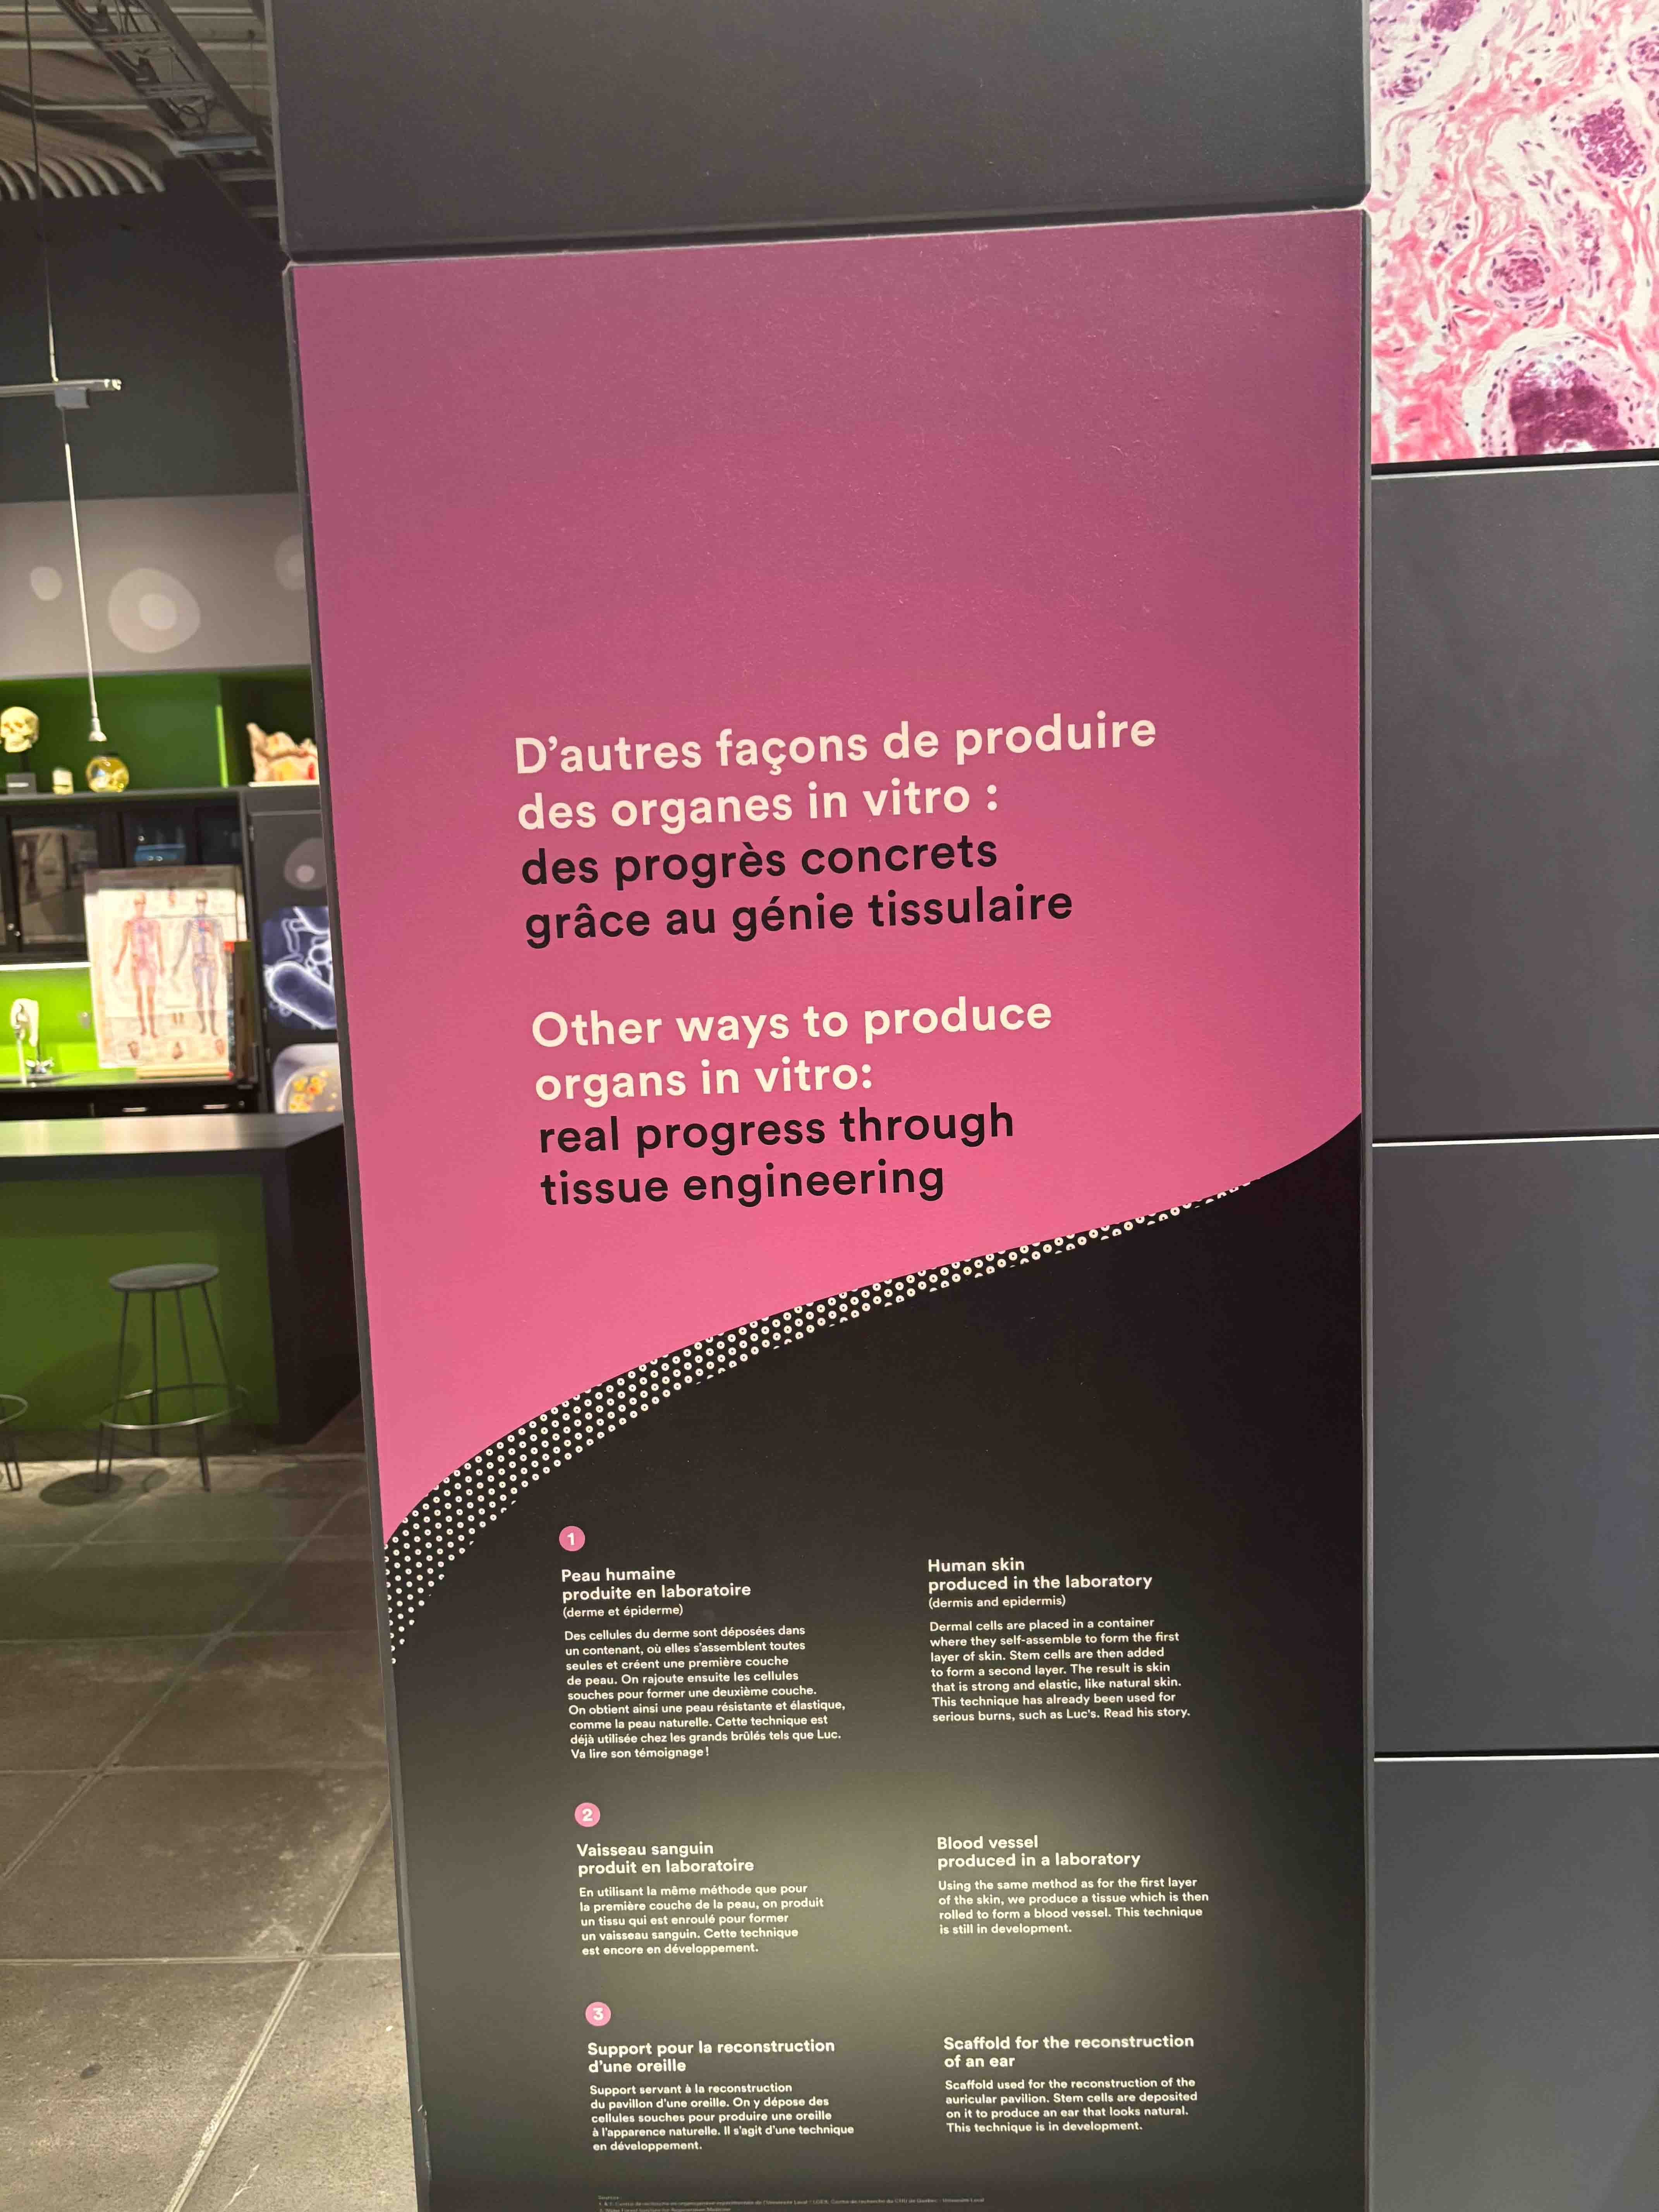 D'autres façons de produire
des organes in vitro :
des progrès concrets
grâce au génie tissulaire
Other ways to produce
organs in vitro:
real progress through
tissue engineering
1
Peau humaine
produite en laboratoire
(derme et épiderme)
Des cellules du derme sont déposées dans
un contenant, où elles s'assemblent toutes
seules et créent une première couche
de peau. On rajoute ensuite les cellules
souches pour former une deuxième couche.
On obtient ainsi une peau résistante et élastique,
comme la peau naturelle. Cette technique est
déjà utilisée chez les grands brûlés tels que Luc.
Va lire son témoignage !
Human skin
produced in the laboratory
(dermis and epidermis)
Dermal cells are placed in a container
where they self-assemble to form the first
layer of skin. Stem cells are then added
to form a second layer. The result is skin
that is strong and elastic, like natural skin.
This technique has already been used for
serious burns, such as Luc's. Read his story.
2
Vaisseau sanguin
produit en laboratoire
En utilisant la même méthode que pour
la première couche de la peau, on produit
un tissu qui est enroulé pour former
un vaisseau sanguin. Cette technique
est encore en développement.
Blood vessel
produced in a laboratory
Using the same method as for the first layer
of the skin, we produce a tissue which is then
rolled to form a blood vessel. This technique
is still in development.
3
Support pour la reconstruction
d'une oreille
Support servant à la reconstruction
du pavillon d'une oreille. On y dépose des
cellules souches pour produire une oreille
à l'apparence naturelle. Il s'agit d'une technique
en développement.
Scaffold for the reconstruction
of an ear
Scaffold used for the reconstruction of the
auricular pavilion. Stem cells are deposited
on it to produce an ear that looks natural.
This technique is in development.